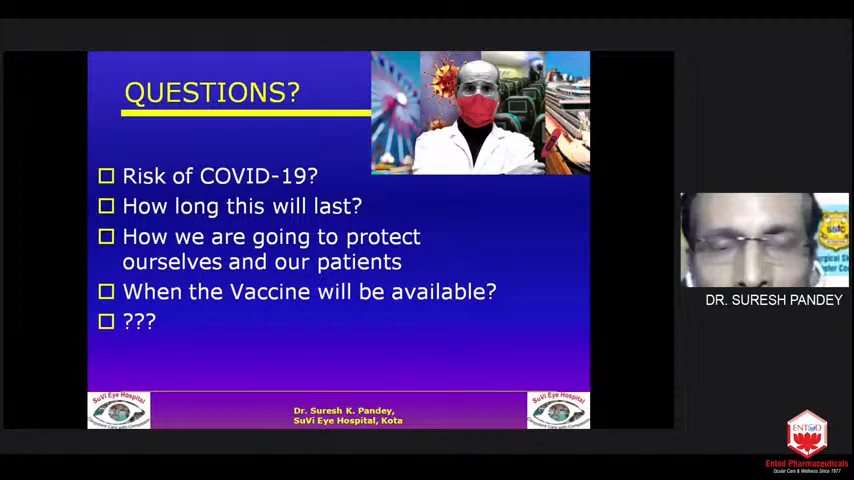 QUESTIONS?
Risk of COVID-19?
How long this will last?
How we are going to protect
ourselves and our patients
When the Vaccine will be available?
???
SuVi Eye Hospital
Dr. Suresh K. Pandey,
SuVi Eye Hospital, Kota
SuVi Eye Hospital
DR. SURESH PANDEY
ENTOD
Entod Pharmaceuticals
Ocular Care & Wellness Since 1977